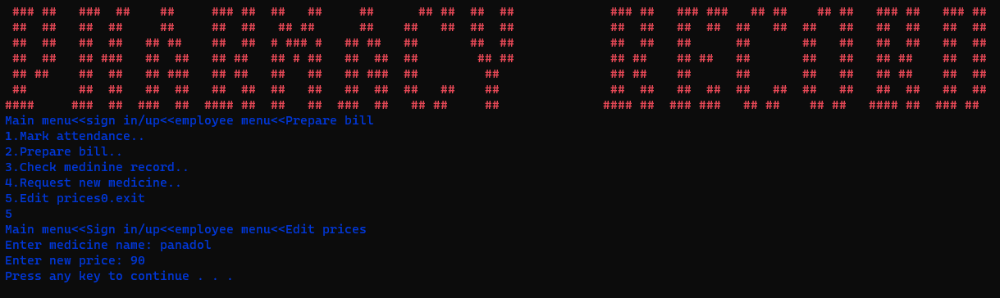 PHARMACY RECORD
Main menu<<sign in/up<<employee menu<<Prepare bill
1.Mark attendance..
2.Prepare bill..
3.Check medinine record..
4.Request new medicine..
5.Edit prices0.exit
5
Main menu<<Sign in/up<<employee menu<<Edit prices
Enter medicine name: panadol
Enter new price: 90
Press any key to continue . . .